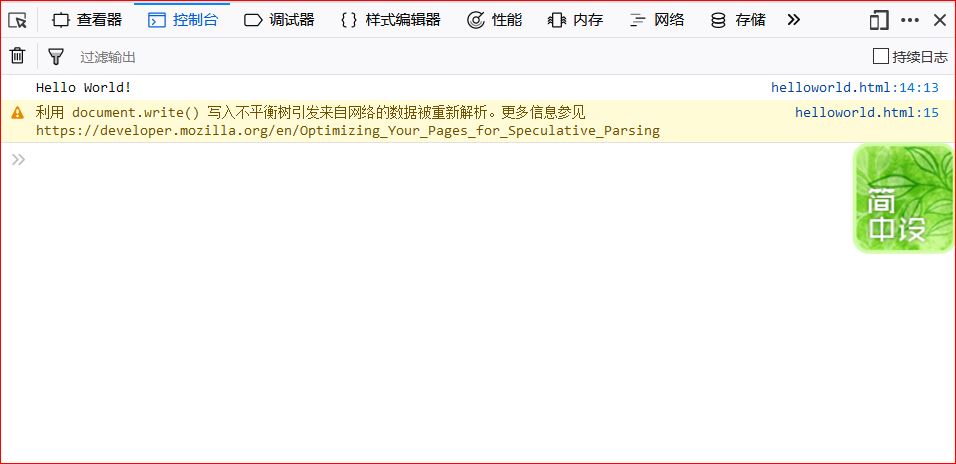 查看器 控制台 调试器 {} 样式编辑器 性能 内存 网络 存储
过滤输出 持续日志
Hello World! helloworld.html:14:13
利用 document.write() 写入不平衡树引发来自网络的数据被重新解析。更多信息参见 helloworld.html:15
https://developer.mozilla.org/en/Optimizing_Your_Pages_for_Speculative_Parsing
简
中设